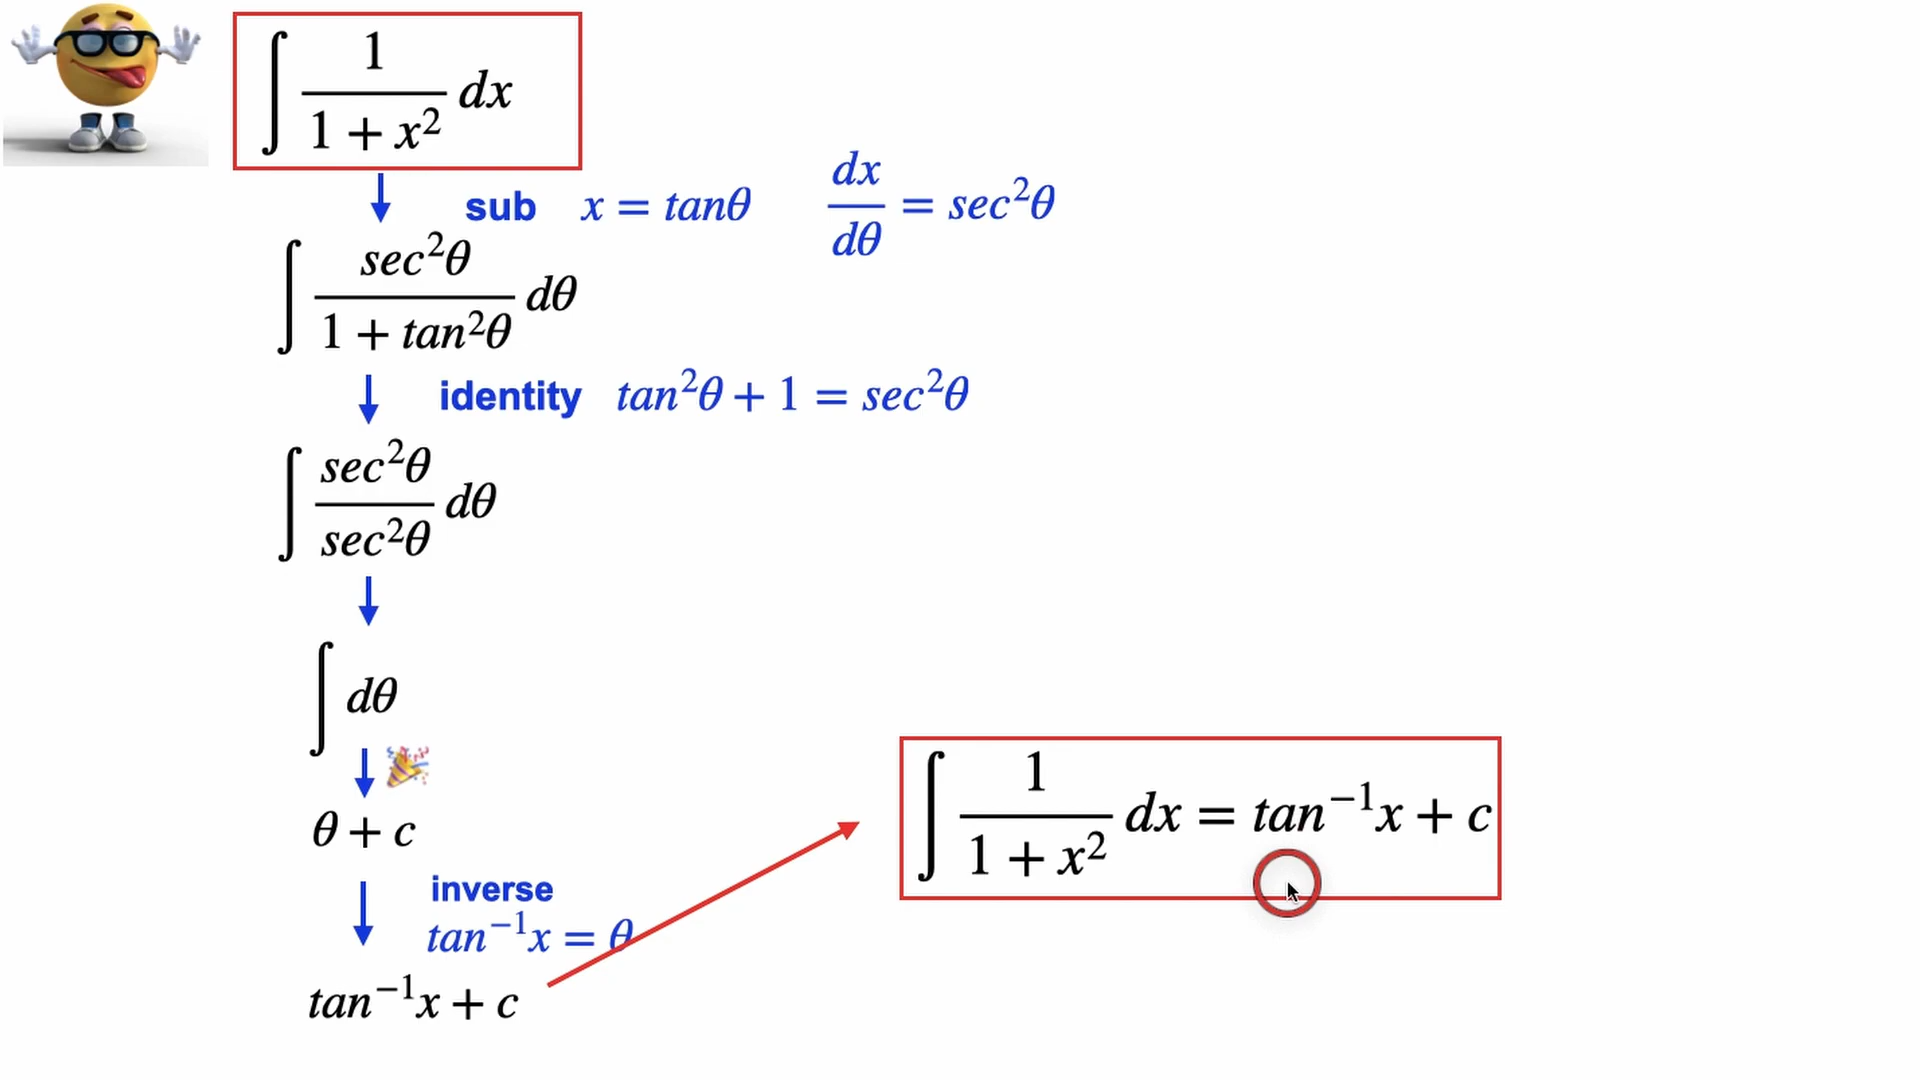 ∫ 1/(1 + x²) dx
sub x = tanθ dx/dθ = sec²θ
∫ sec²θ/(1 + tan²θ) dθ
identity tan²θ + 1 = sec²θ
∫ sec²θ/sec²θ dθ
∫ dθ
θ + c
∫ 1/(1 + x²) dx = tan⁻¹x + c
inverse
tan⁻¹x = θ
tan⁻¹x + c